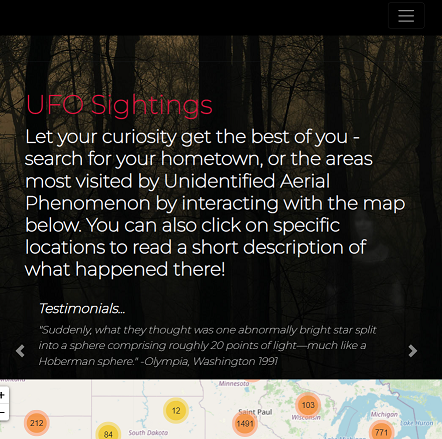 UFO Sightings
Let your curiosity get the best of you -
search for your hometown, or the areas
most visited by Unidentified Aerial
Phenomenon by interacting with the map
below. You can also click on specific
locations to read a short description of
what happened there!
Testimonials...
"Suddenly, what they thought was one abnormally bright star split
into a sphere comprising roughly 20 points of light—much like a
Hoberman sphere." -Olympia, Washington 1991
+
−
Minnesota
212
12
84
South Dakota
Saint Paul
1491
103
Wisconsin
Michigan
771
Lake Huron